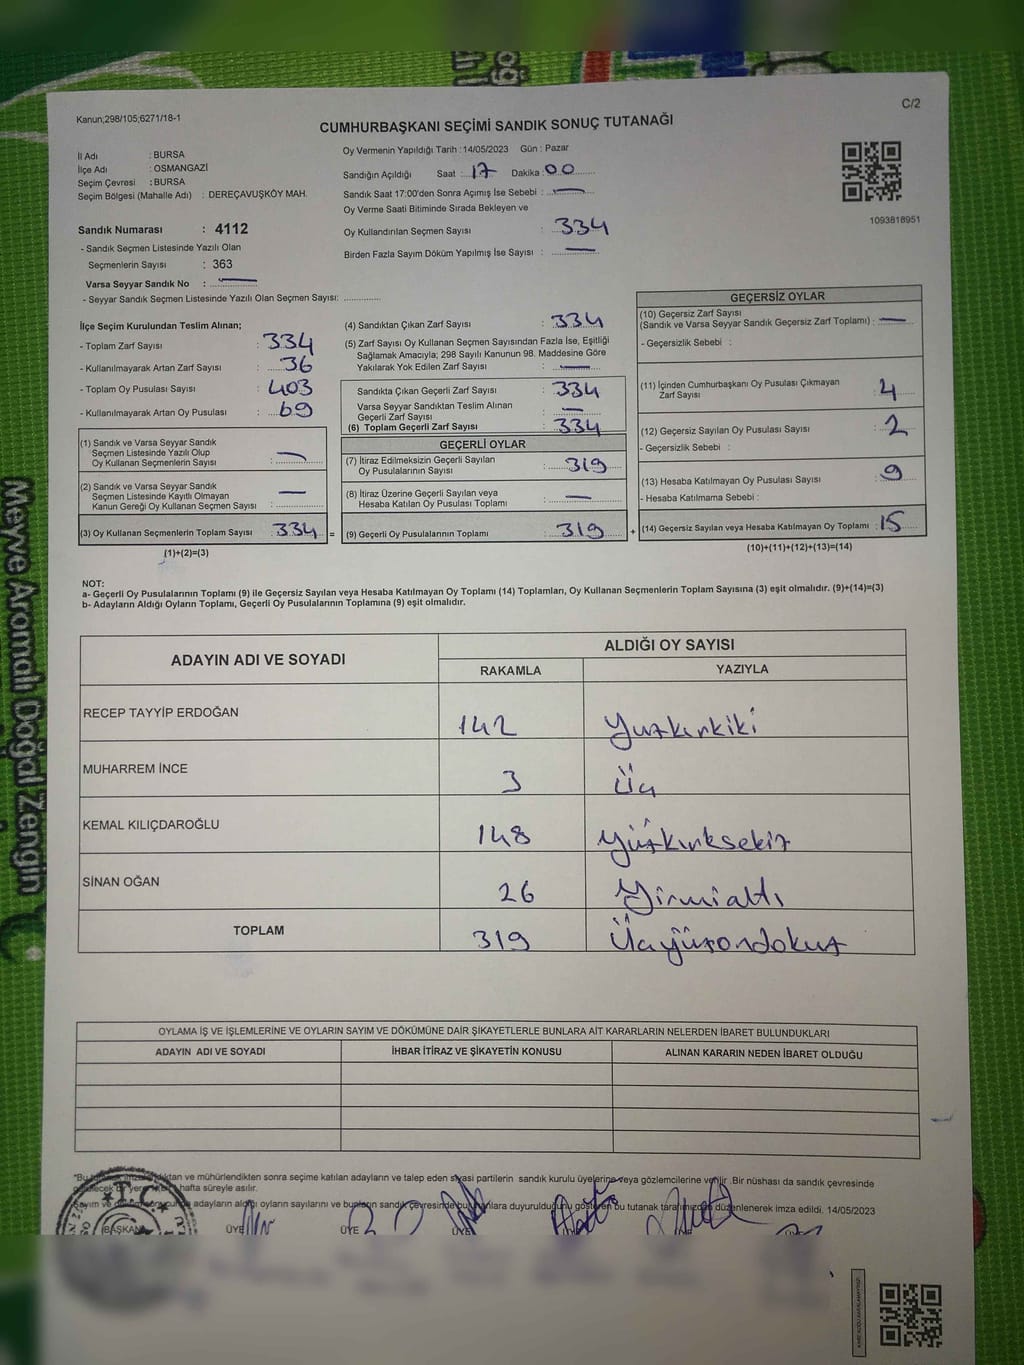 C/2
Kanun;298/105;6271/18-1
CUMHURBAŞKANI SEÇİMİ SANDIK SONUÇ TUTANAĞI
İl Adı : BURSA
İlçe Adı : OSMANGAZİ
Seçim Çevresi : BURSA
Seçim Bölgesi (Mahalle Adı) : DEREÇAVUŞKÖY MAH.
Oy Vermenin Yapıldığı Tarih : 14/05/2023 Gün : Pazar
Sandığın Açıldığı Saat : 17 Dakika : 00
Sandık Saat 17:00'den Sonra Açımış İse Sebebi : —
Oy Verme Saati Bitiminde Sırada Bekleyen ve
Oy Kullandırılan Seçmen Sayısı : 334
Birden Fazla Sayım Döküm Yapılmış İse Sayısı : —
1093818951
Sandık Numarası : 4112
- Sandık Seçmen Listesinde Yazılı Olan
Seçmenlerin Sayısı : 363
Varsa Seyyar Sandık No : —
- Seyyar Sandık Seçmen Listesinde Yazılı Olan Seçmen Sayısı: ............
İlçe Seçim Kurulundan Teslim Alınan;
- Toplam Zarf Sayısı : 334
- Kullanılmayarak Artan Zarf Sayısı : 36
- Toplam Oy Pusulası Sayısı : 403
- Kullanılmayarak Artan Oy Pusulası : 69
(1) Sandık ve Varsa Seyyar Sandık
Seçmen Listesinde Yazılı Olup
Oy Kullanan Seçmenlerin Sayısı : —
(2) Sandık ve Varsa Seyyar Sandık
Seçmen Listesinde Kayıtlı Olmayan
Kanun Gereği Oy Kullanan Seçmen Sayısı : —
(3) Oy Kullanan Seçmenlerin Toplam Sayısı : 334 =
(1)+(2)=(3)
(4) Sandıktan Çıkan Zarf Sayısı : 334
(5) Zarf Sayısı Oy Kullanan Seçmen Sayısından Fazla İse, Eşitliği
Sağlamak Amacıyla; 298 Sayılı Kanunun 98. Maddesine Göre
Yakılarak Yok Edilen Zarf Sayısı : —
Sandıkta Çıkan Geçerli Zarf Sayısı : 334
Varsa Seyyar Sandıktan Teslim Alınan
Geçerli Zarf Sayısı : —
(6) Toplam Geçerli Zarf Sayısı : 334
GEÇERLİ OYLAR
(7) İtiraz Edilmeksizin Geçerli Sayılan
Oy Pusulalarının Sayısı : 319
(8) İtiraz Üzerine Geçerli Sayılan veya
Hesaba Katılan Oy Pusulası Toplamı : —
(9) Geçerli Oy Pusulalarının Toplamı : 319 +
GEÇERSİZ OYLAR
(10) Geçersiz Zarf Sayısı
(Sandık ve Varsa Seyyar Sandık Geçersiz Zarf Toplamı) : —
- Geçersizlik Sebebi :
(11) İçinden Cumhurbaşkanı Oy Pusulası Çıkmayan
Zarf Sayısı : 4
(12) Geçersiz Sayılan Oy Pusulası Sayısı : 2
- Geçersizlik Sebebi :
(13) Hesaba Katılmayan Oy Pusulası Sayısı : 9
- Hesaba Katılmama Sebebi :
(14) Geçersiz Sayılan veya Hesaba Katılmayan Oy Toplamı : 15
(10)+(11)+(12)+(13)=(14)
NOT:
a- Geçerli Oy Pusulalarının Toplamı (9) ile Geçersiz Sayılan veya Hesaba Katılmayan Oy Toplamı (14) Toplamları, Oy Kullanan Seçmenlerin Toplam Sayısına (3) eşit olmalıdır. (9)+(14)=(3)
b- Adayların Aldığı Oyların Toplamı, Geçerli Oy Pusulalarının Toplamına (9) eşit olmalıdır.
ADAYIN ADI VE SOYADI ALDIĞI OY SAYISI
RAKAMLA YAZIYLA
RECEP TAYYİP ERDOĞAN 142 Yuzkırkiki
MUHARREM İNCE 3 Üç
KEMAL KILIÇDAROĞLU 148 Yüzkırksekiz
SİNAN OĞAN 26 Yirmialtı
TOPLAM 319 Üçyüzondokuz
OYLAMA İŞ VE İŞLEMLERİNE VE OYLARIN SAYIM VE DÖKÜMÜNE DAİR ŞİKAYETLERLE BUNLARA AİT KARARLARIN NELERDEN İBARET BULUNDUKLARI
ADAYIN ADI VE SOYADI İHBAR İTİRAZ VE ŞİKAYETİN KONUSU ALINAN KARARIN NEDEN İBARET OLDUĞU
*Bu ve mühürlendikten sonra seçime katılan adayların ve talep eden siyasi partilerin sandık kurulu üyelerine veya gözlemcilerine verilir .Bir nüshası da sandık çevresinde
hafta süreyle asılır.
adayların aldığı oyların sayılarını ve bunların sandık çevresinde duyurulduğunu gösteren bu tutanak tarafımızdan düzenlenerek imza edildi. 14/05/2023
T.C.
BAŞKAN ÜYE ÜYE ÜYE
Meyve Aromalı Doğal Zengin